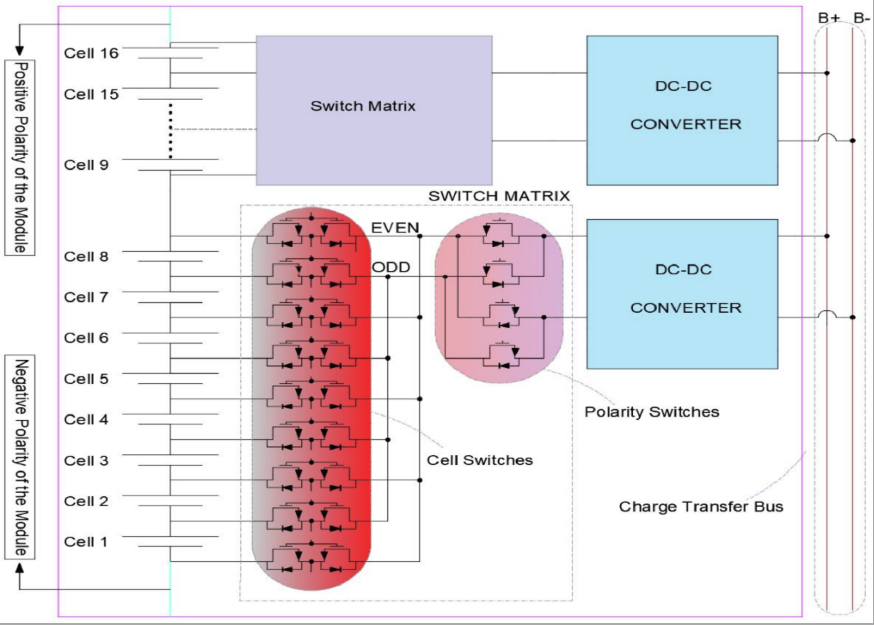 B+ B-
Cell 16
Cell 15
Cell 9
Positive Polarity of the Module
Switch Matrix
DC-DC
CONVERTER
SWITCH MATRIX
EVEN
ODD
DC-DC
CONVERTER
Cell 8
Cell 7
Cell 6
Cell 5
Cell 4
Cell 3
Cell 2
Cell 1
Negative Polarity of the Module
Polarity Switches
Cell Switches
Charge Transfer Bus